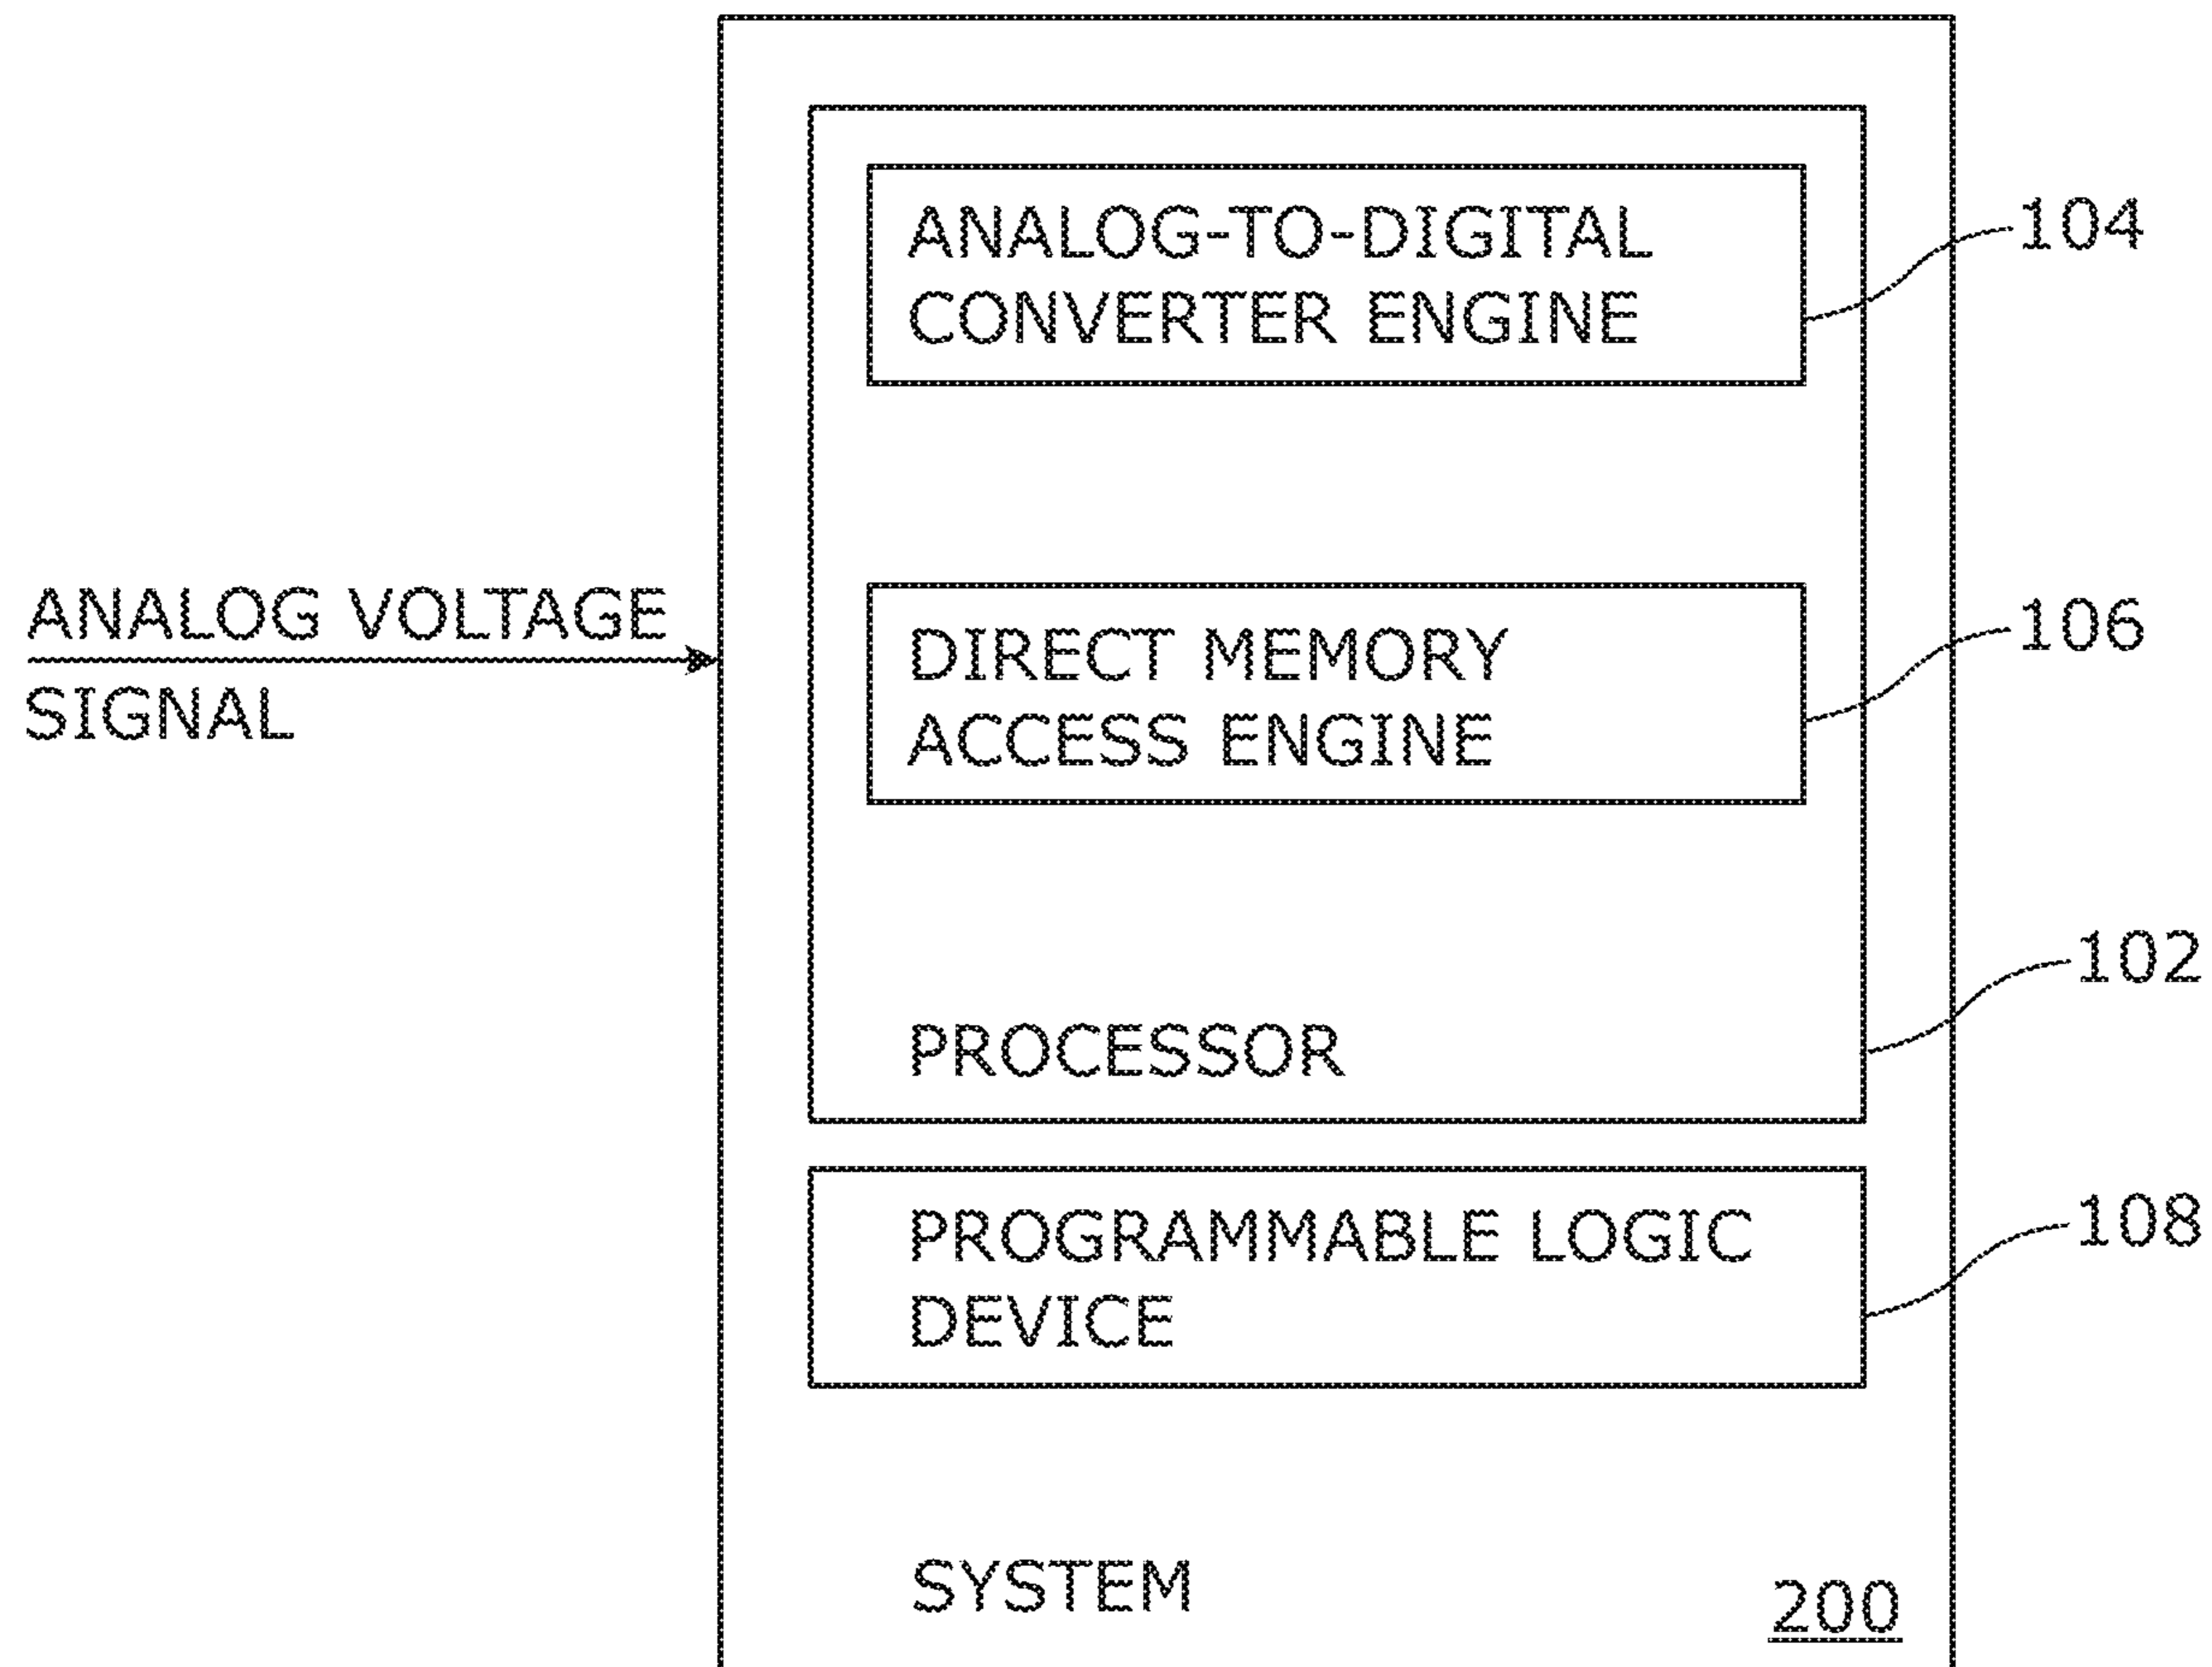 ANALOG-TO-DIGITAL
CONVERTER ENGINE
104
ANALOG VOLTAGE
SIGNAL
DIRECT MEMORY
ACCESS ENGINE
106
PROCESSOR
102
PROGRAMMABLE LOGIC
DEVICE
108
SYSTEM
200